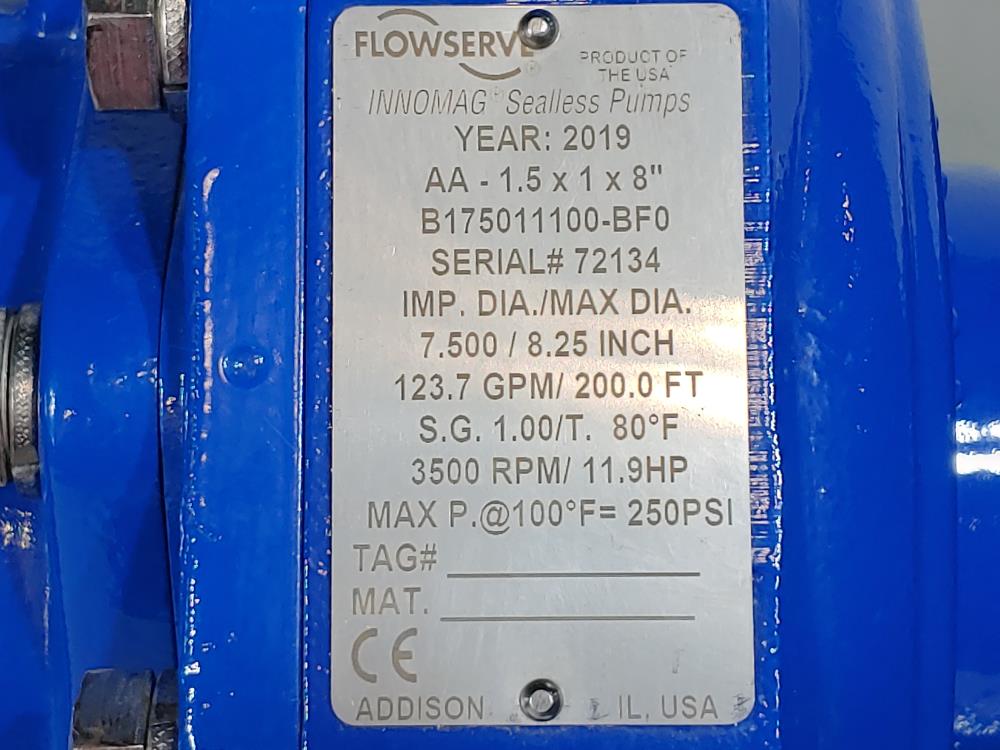 FLOWSERVE®
PRODUCT OF
THE USA
INNOMAG® Sealless Pumps
YEAR: 2019
AA - 1.5 x 1 x 8"
B175011100-BF0
SERIAL# 72134
IMP. DIA./MAX DIA.
7.500 / 8.25 INCH
123.7 GPM/ 200.0 FT
S.G. 1.00/T. 80°F
3500 RPM/ 11.9HP
MAX P.@100°F= 250PSI
TAG#
MAT.
CE
ADDISON IL, USA